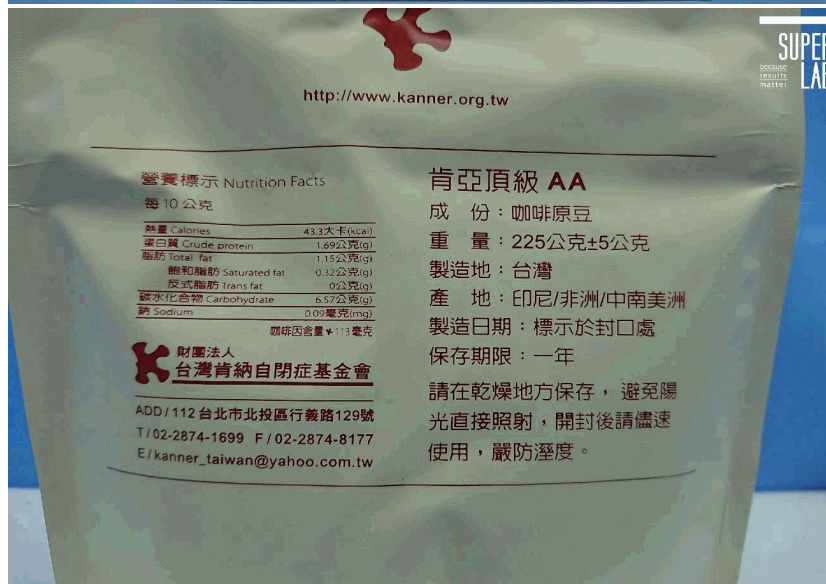 SUPER
LAB
because
results
matter
http://www.kanner.org.tw
營養標示 Nutrition Facts
每10公克
熱量 Calories 43.3大卡(kcal)
蛋白質 Crude protein 1.69公克(g)
脂肪 Total fat 1.15公克(g)
飽和脂肪 Saturated fat 0.32公克(g)
反式脂肪 Trans fat 0公克(g)
碳水化合物 Carbohydrate 6.57公克(g)
鈉 Sodium 0.09毫克(mg)
咖啡因含量 113毫克
財團法人
台灣肯納自閉症基金會
ADD / 112 台北市北投區行義路129號
T / 02-2874-1699 F / 02-2874-8177
E / kanner_taiwan@yahoo.com.tw
肯亞頂級 AA
成 份：咖啡原豆
重 量：225公克±5公克
製造地：台灣
產 地：印尼/非洲/中南美洲
製造日期：標示於封口處
保存期限：一年
請在乾燥地方保存，避免陽
光直接照射，開封後請儘速
使用，嚴防溼度。